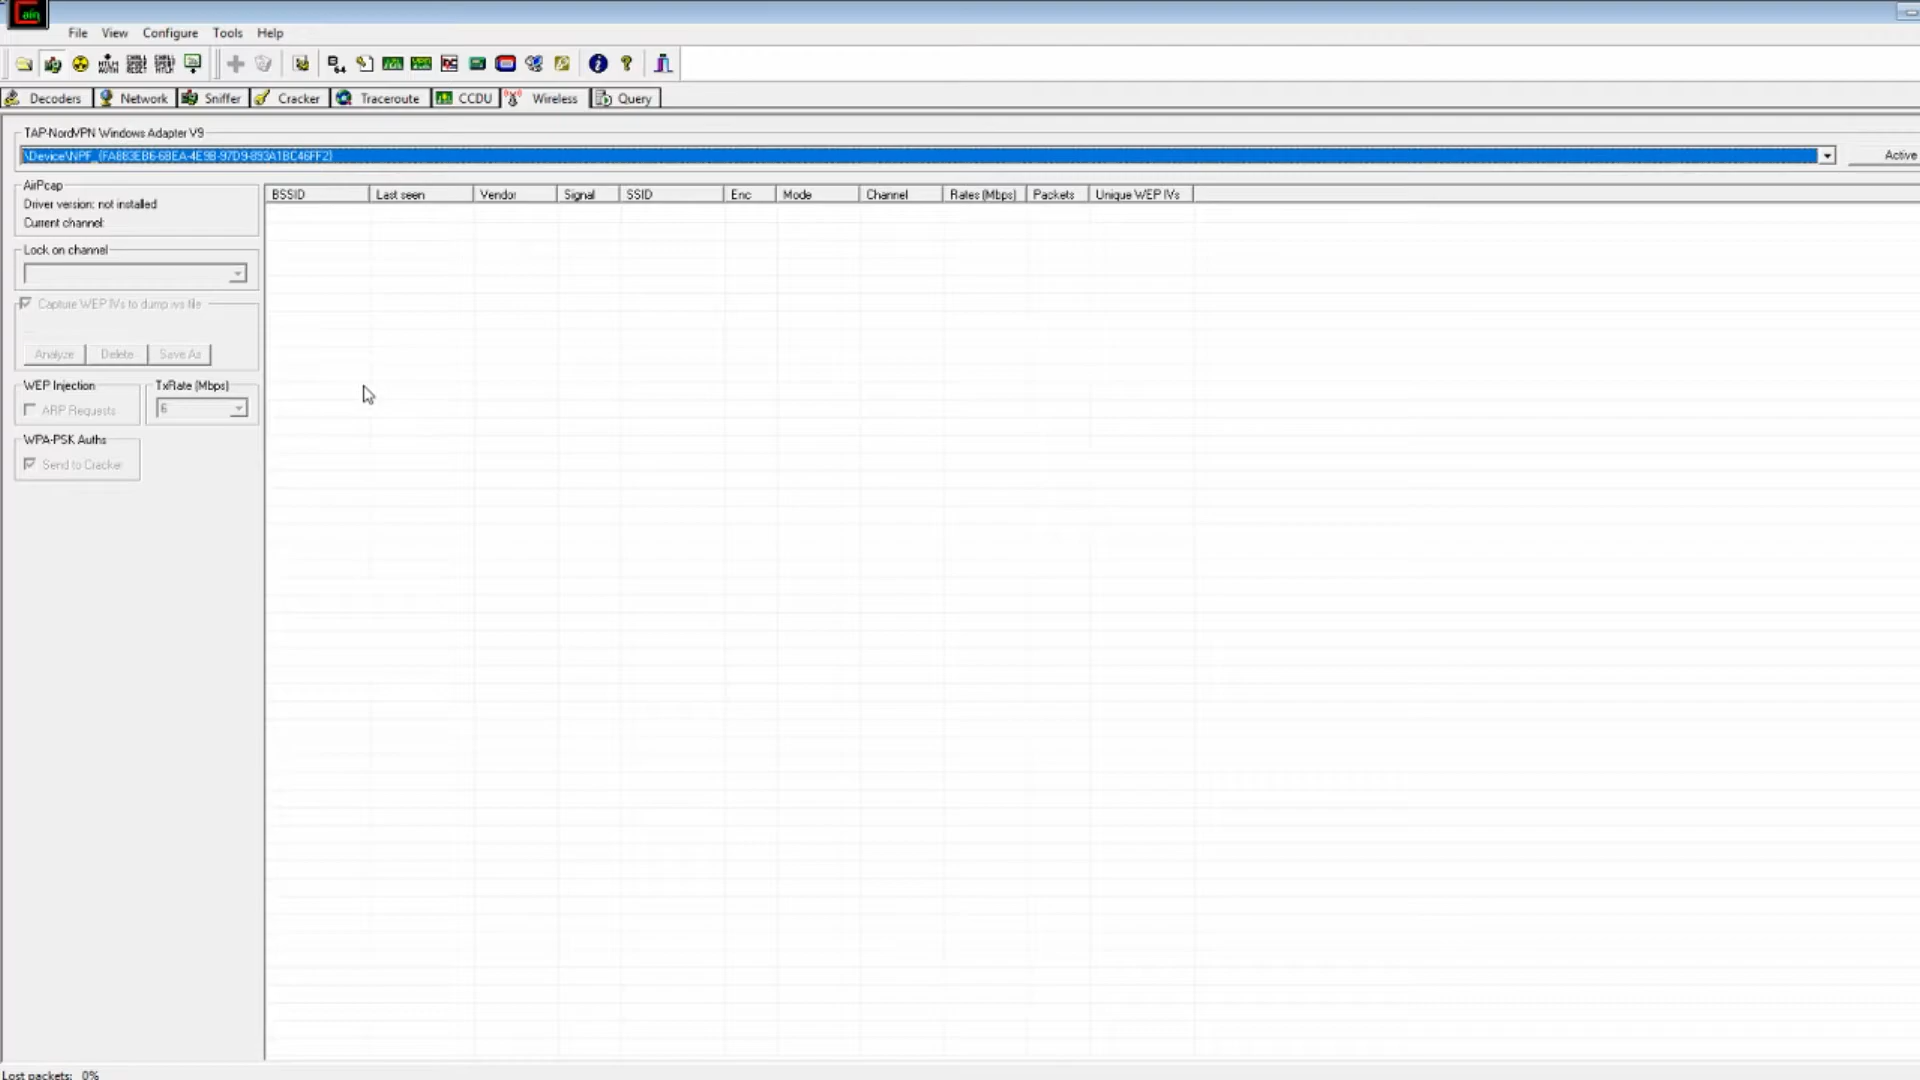 Cain
File View Configure Tools Help
Decoders Network Sniffer Cracker Traceroute CCDU Wireless Query
TAP-NordVPN Windows Adapter V9
\Device\NPF_{FA883EB6-6BEA-4E9B-97D9-893A1BC46FF2}
Active
AirPcap
Driver version: not installed
Current channel:
BSSID Last seen Vendor Signal SSID Enc Mode Channel Rates (Mbps) Packets Unique WEP IVs
Lock on channel
Capture WEP IVs to dump.ivs file
Analyze Delete Save As
WEP Injection TxRate (Mbps)
ARP Requests 6
WPA-PSK Auths
Send to Cracker
Lost packets: 0%